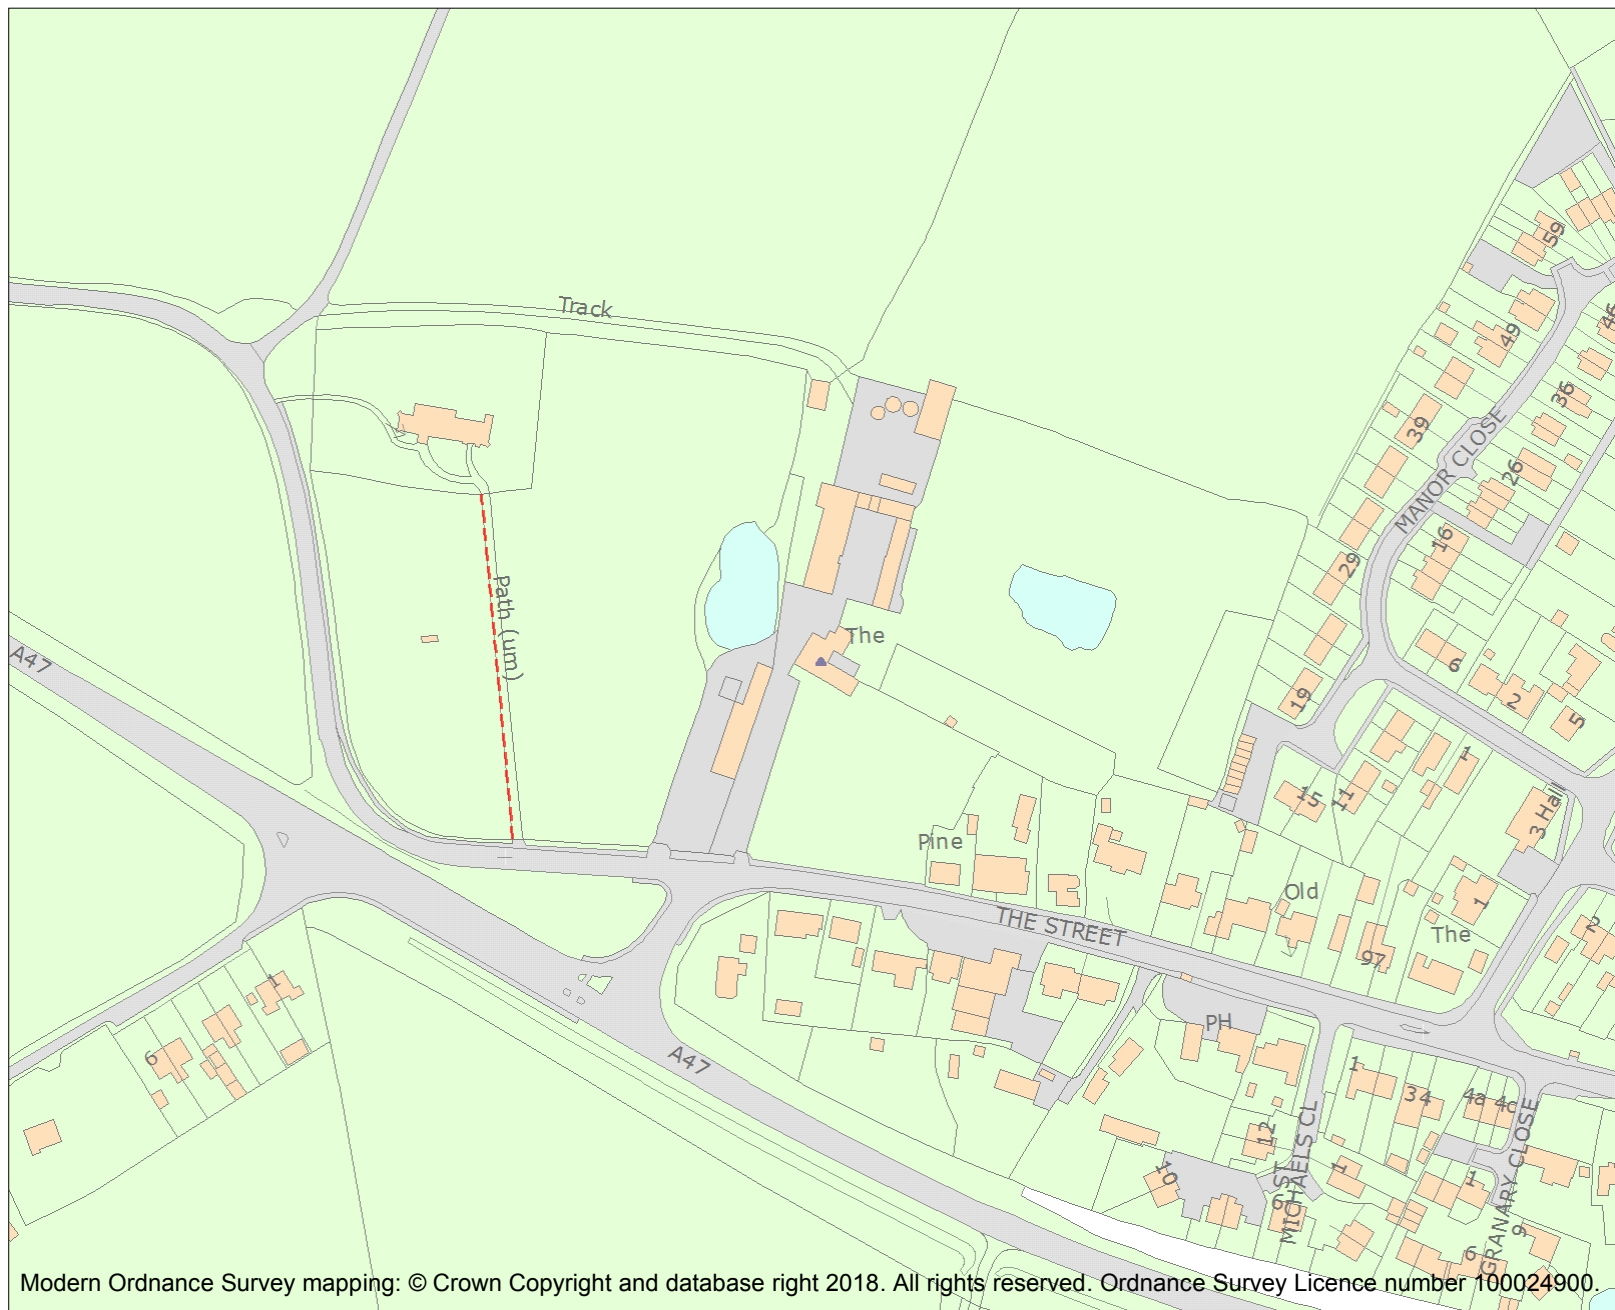 59
46
Track
49
36
39
MANOR CLOSE
26
16
29
Path (um)
The
A47
6
19
2
5
1
15
11
3 Hall
Pine
Old
1
THE STREET
The
2
97
1
PH
6
A47
1
34
4a
4c
12
10
1
1
6 ST
MICHAELS CL
GRANARY CLOSE
9
6
Modern Ordnance Survey mapping: © Crown Copyright and database right 2018. All rights reserved. Ordnance Survey Licence number 100024900.